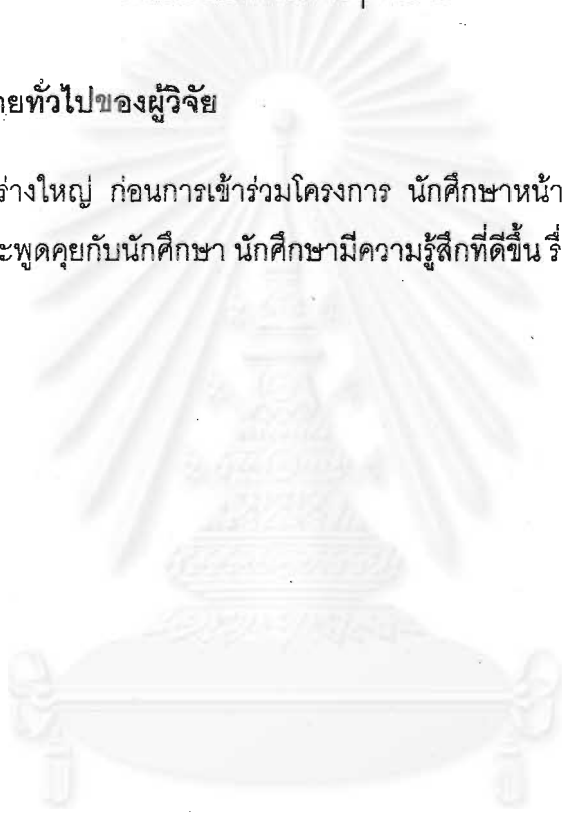 ายทั่วไปของผู้วิจัย
ร่างใหญ่ ก่อนการเข้าร่วมโครงการ นักศึกษาหน้า
ะพูดคุยกับนักศึกษา นักศึกษามีความรู้สึกที่ดีขึ้น รื่